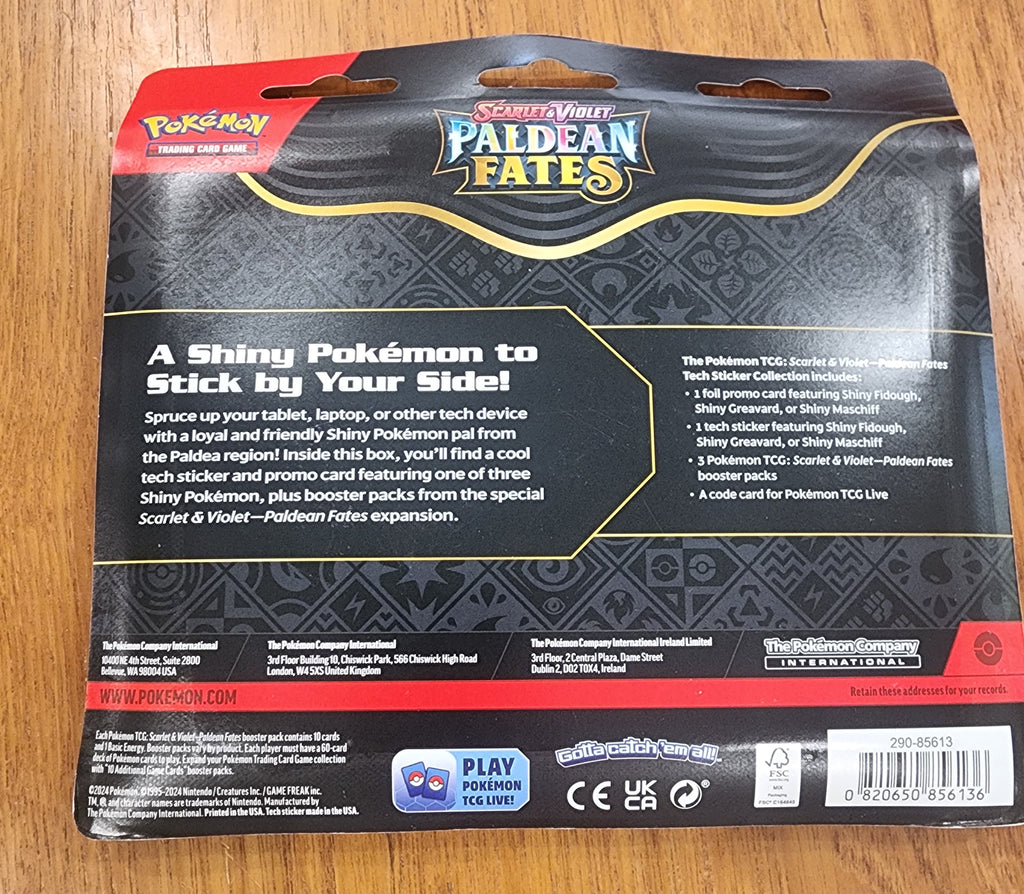 POKéMON
TRADING CARD GAME
SCARLET & VIOLET
PALDEAN
FATES
A Shiny Pokémon to
Stick by Your Side!
Spruce up your tablet, laptop, or other tech device
with a loyal and friendly Shiny Pokémon pal from
the Paldea region! Inside this box, you'll find a cool
tech sticker and promo card featuring one of three
Shiny Pokémon, plus booster packs from the special
Scarlet & Violet—Paldean Fates expansion.
The Pokémon TCG: Scarlet & Violet—Paldean Fates
Tech Sticker Collection includes:
• 1 foil promo card featuring Shiny Fidough,
Shiny Greavard, or Shiny Maschiff
• 1 tech sticker featuring Shiny Fidough,
Shiny Greavard, or Shiny Maschiff
• 3 Pokémon TCG: Scarlet & Violet—Paldean Fates
booster packs
• A code card for Pokémon TCG Live
The Pokémon Company International
10400 NE 4th Street, Suite 2800
Bellevue, WA 98004 USA
The Pokémon Company International
3rd Floor Building 10, Chiswick Park, 566 Chiswick High Road
London, W4 5XS United Kingdom
The Pokémon Company International Ireland Limited
3rd Floor, 2 Central Plaza, Dame Street
Dublin 2, D02 T0X4, Ireland
The Pokémon Company
INTERNATIONAL
WWW.POKEMON.COM
Retain these addresses for your records.
Each Pokémon TCG: Scarlet & Violet—Paldean Fates booster pack contains 10 cards
and 1 Basic Energy. Booster packs vary by product. Each player must have a 60-card
deck of Pokémon cards to play. Expand your Pokémon Trading Card Game collection
with "10 Additional Game Cards" booster packs.
©2024 Pokémon. ©1995–2024 Nintendo / Creatures Inc. / GAME FREAK inc.
TM, ®, and character names are trademarks of Nintendo. Manufactured by
The Pokémon Company International. Printed in the USA. Tech sticker made in the USA.
PLAY
POKÉMON
TCG LIVE!
Gotta catch 'em all!
CE UK
CA
FSC
MIX
Packaging
290-85613
0 820650 856136